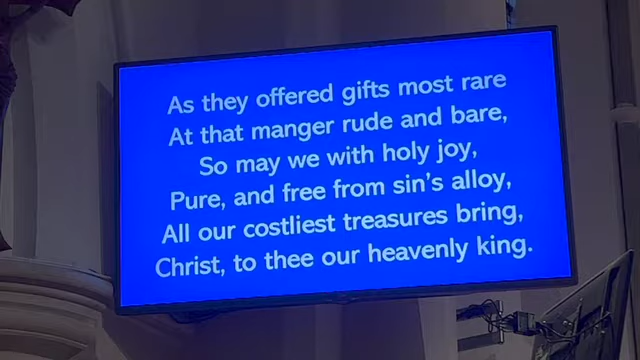 As they offered gifts most rare
At that manger rude and bare,
So may we with holy joy,
Pure, and free from sin's alloy,
All our costliest treasures bring,
Christ, to thee our heavenly king.